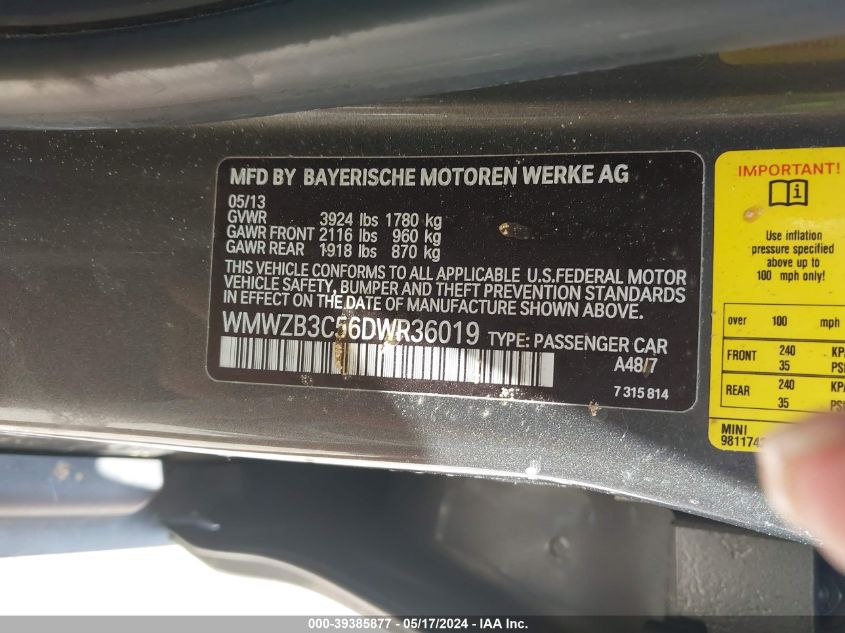 MFD BY BAYERISCHE MOTOREN WERKE AG
05/13
GVWR 3924 lbs 1780 kg
GAWR FRONT 2116 lbs 960 kg
GAWR REAR 1918 lbs 870 kg
THIS VEHICLE CONFORMS TO ALL APPLICABLE U.S.FEDERAL MOTOR
VEHICLE SAFETY, BUMPER AND THEFT PREVENTION STANDARDS
IN EFFECT ON THE DATE OF MANUFACTURE SHOWN ABOVE.
WMWZB3C56DWR36019 TYPE: PASSENGER CAR
A48/7
7 315 814
IMPORTANT!
Use inflation
pressure specified
above up to
100 mph only!
over 100 mph
FRONT 240
35
REAR 240
35
MINI
000-39385877 - 05/17/2024 - IAA Inc.